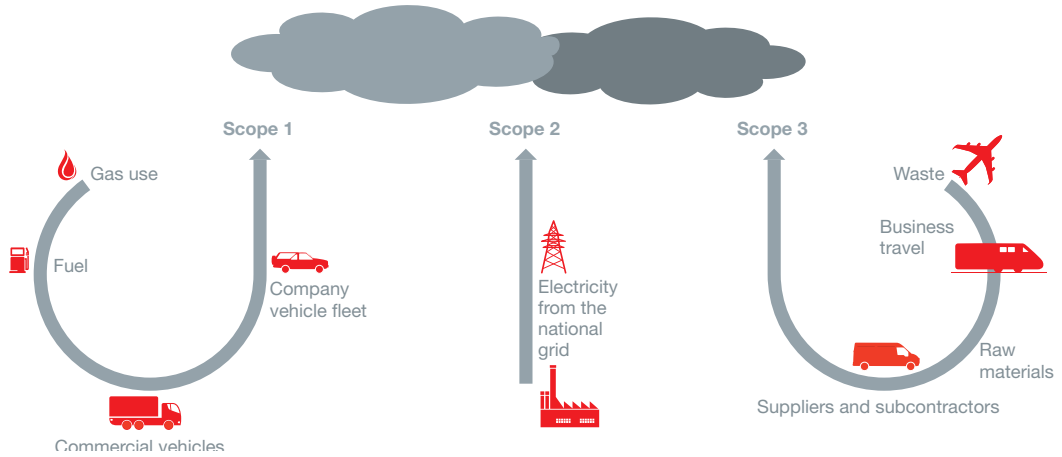 Scope 1
Scope 2
Scope 3
Gas use
Fuel
Company
vehicle fleet
Commercial vehicles
Electricity
from the
national
grid
Waste
Business
travel
Raw
materials
Suppliers and subcontractors